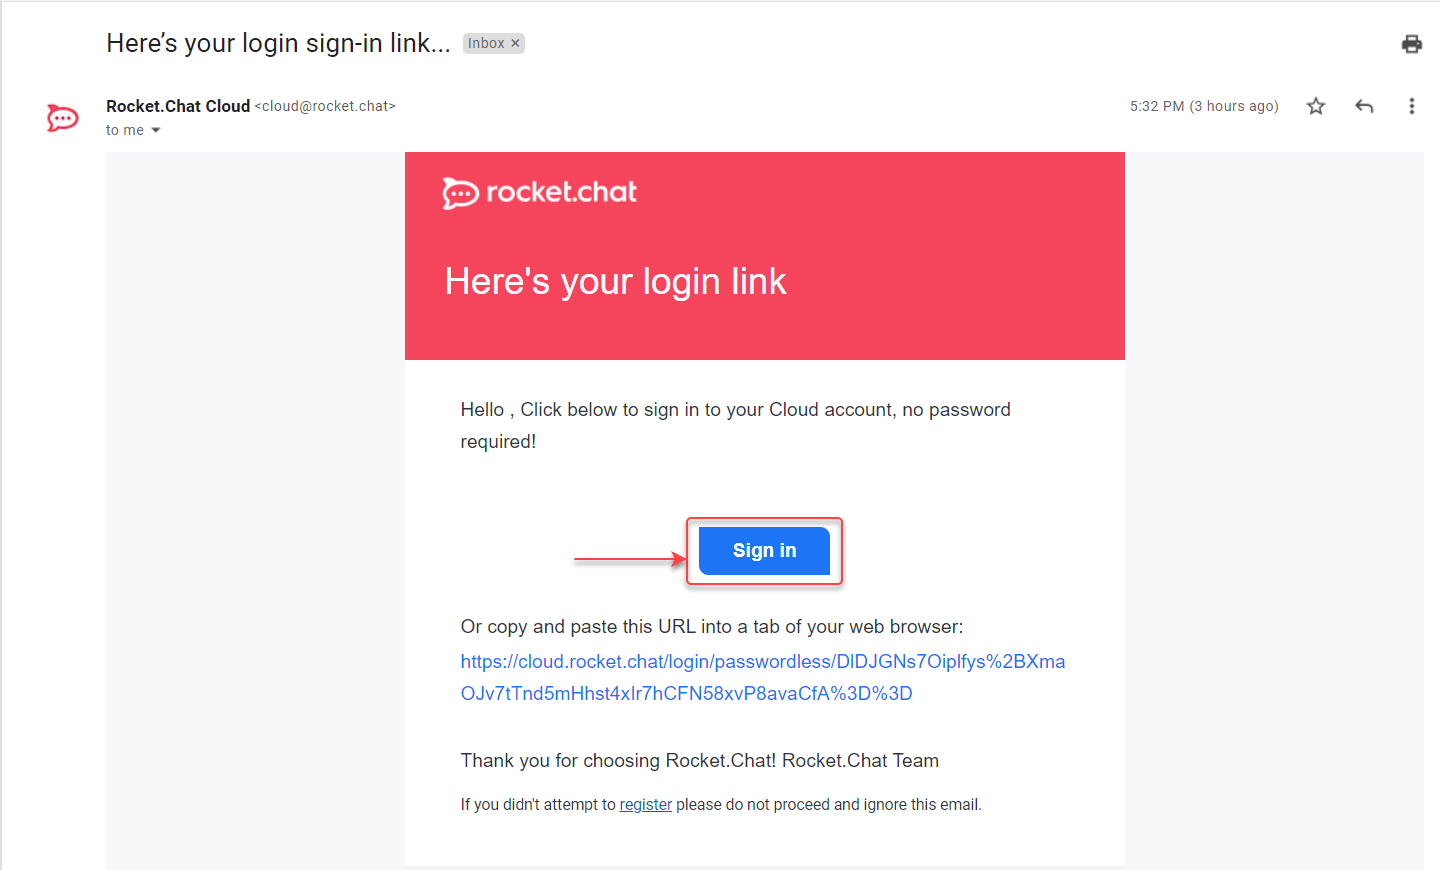 Here’s your login sign-in link...
Inbox ×
Rocket.Chat Cloud <cloud@rocket.chat>
5:32 PM (3 hours ago)
to me
rocket.chat
Here's your login link
Hello , Click below to sign in to your Cloud account, no password
required!
Sign in
Or copy and paste this URL into a tab of your web browser:
https://cloud.rocket.chat/login/passwordless/DlDJGNs7Oiplfys%2BXma
OJv7tTnd5mHhst4xIr7hCFN58xvP8avaCfA%3D%3D
Thank you for choosing Rocket.Chat! Rocket.Chat Team
If you didn't attempt to register please do not proceed and ignore this email.